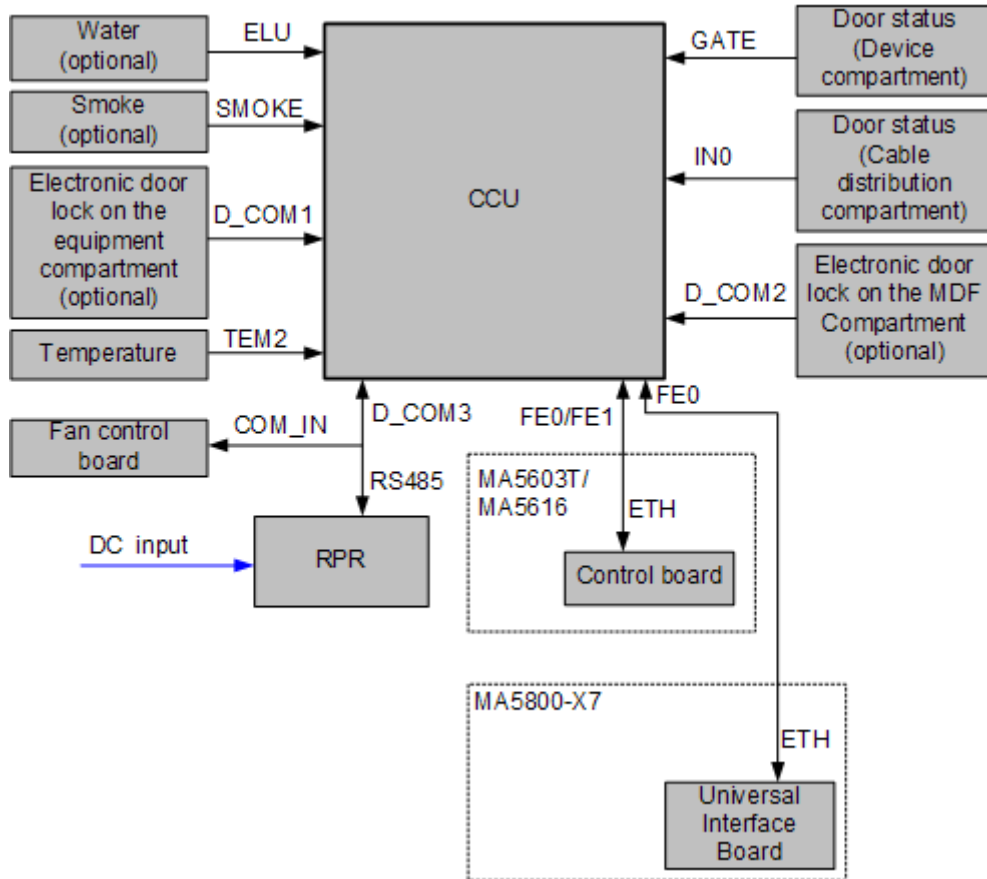 Water
(optional)
ELU
Smoke
(optional)
SMOKE
Electronic door
lock on the
equipment
compartment
(optional)
D_COM1
Temperature
TEM2
CCU
GATE
Door status
(Device
compartment)
IN0
Door status
(Cable
distribution
compartment)
D_COM2
Electronic door
lock on the MDF
Compartment
(optional)
Fan control
board
COM_IN
D_COM3
RS485
DC input
RPR
FE0/FE1
FE0
MA5603T/
MA5616
ETH
Control board
MA5800-X7
ETH
Universal
Interface
Board